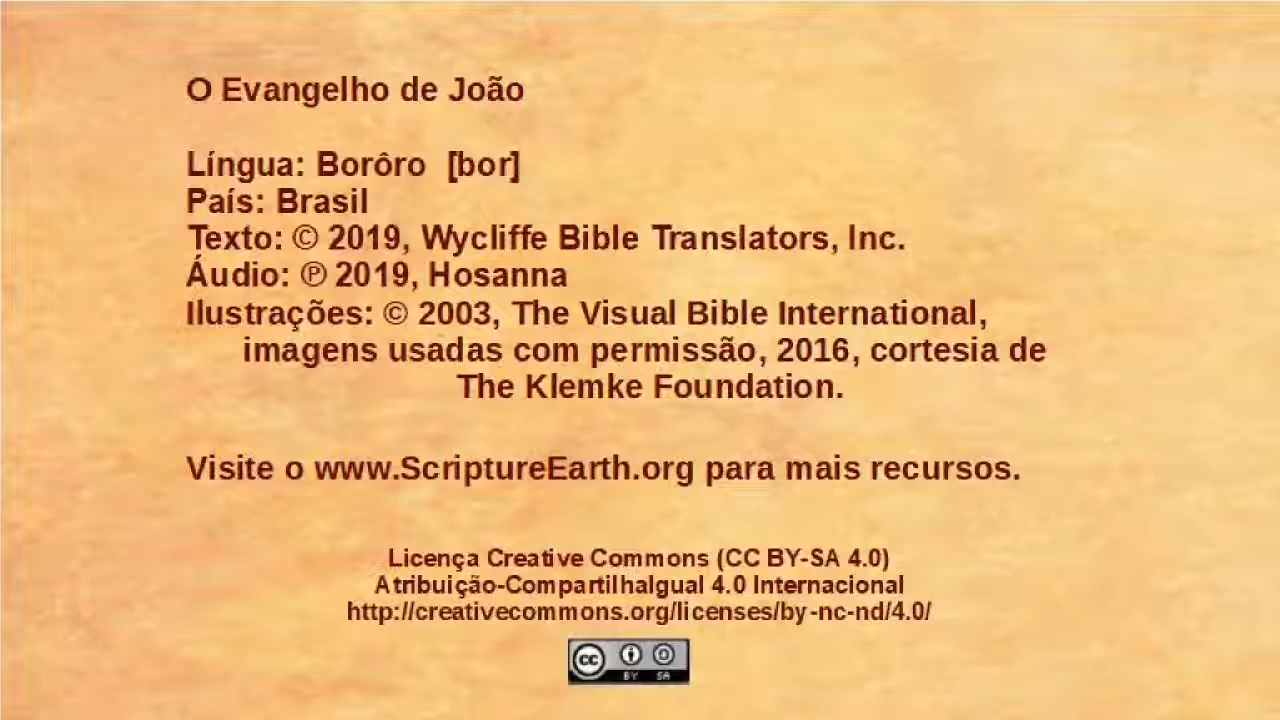 O Evangelho de João
Língua: Borôro [bor]
País: Brasil
Texto: © 2019, Wycliffe Bible Translators, Inc.
Áudio: ℗ 2019, Hosanna
Ilustrações: © 2003, The Visual Bible International,
imagens usadas com permissão, 2016, cortesia de
The Klemke Foundation.
Visite o www.ScriptureEarth.org para mais recursos.
Licença Creative Commons (CC BY-SA 4.0)
Atribuição-CompartilhaIgual 4.0 Internacional
http://creativecommons.org/licenses/by-nc-nd/4.0/
cc BY SA